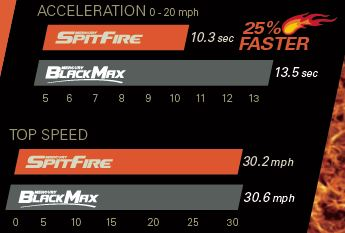 ACCELERATION 0 - 20 mph
25%
FASTER
MERCURY
SPITFIRE
10.3 sec
MERCURY
BLACKMAX
13.5 sec
5 6 7 8 9 10 11 12 13
TOP SPEED
MERCURY
SPITFIRE
30.2 mph
MERCURY
BLACKMAX
30.6 mph
0 5 10 15 20 25 30